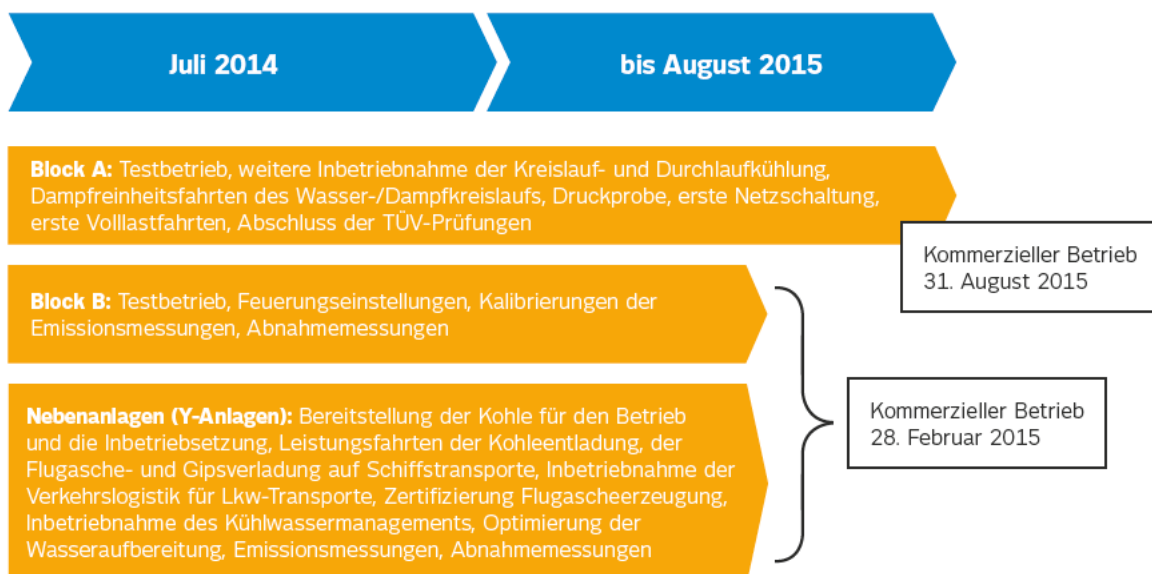 Juli 2014
bis August 2015
Block A: Testbetrieb, weitere Inbetriebnahme der Kreislauf- und Durchlaufkühlung,
Dampfreinheitsfahrten des Wasser-/Dampfkreislaufs, Druckprobe, erste Netzschaltung,
erste Volllastfahrten, Abschluss der TÜV-Prüfungen
Kommerzieller Betrieb
31. August 2015
Block B: Testbetrieb, Feuerungseinstellungen, Kalibrierungen der
Emissionsmessungen, Abnahmemessungen
Nebenanlagen (Y-Anlagen): Bereitstellung der Kohle für den Betrieb
und die Inbetriebsetzung, Leistungsfahrten der Kohleentladung, der
Flugasche- und Gipsverladung auf Schiffstransporte, Inbetriebnahme der
Verkehrslogistik für Lkw-Transporte, Zertifizierung Flugascheerzeugung,
Inbetriebnahme des Kühlwassermanagements, Optimierung der
Wasseraufbereitung, Emissionsmessungen, Abnahmemessungen
Kommerzieller Betrieb
28. Februar 2015